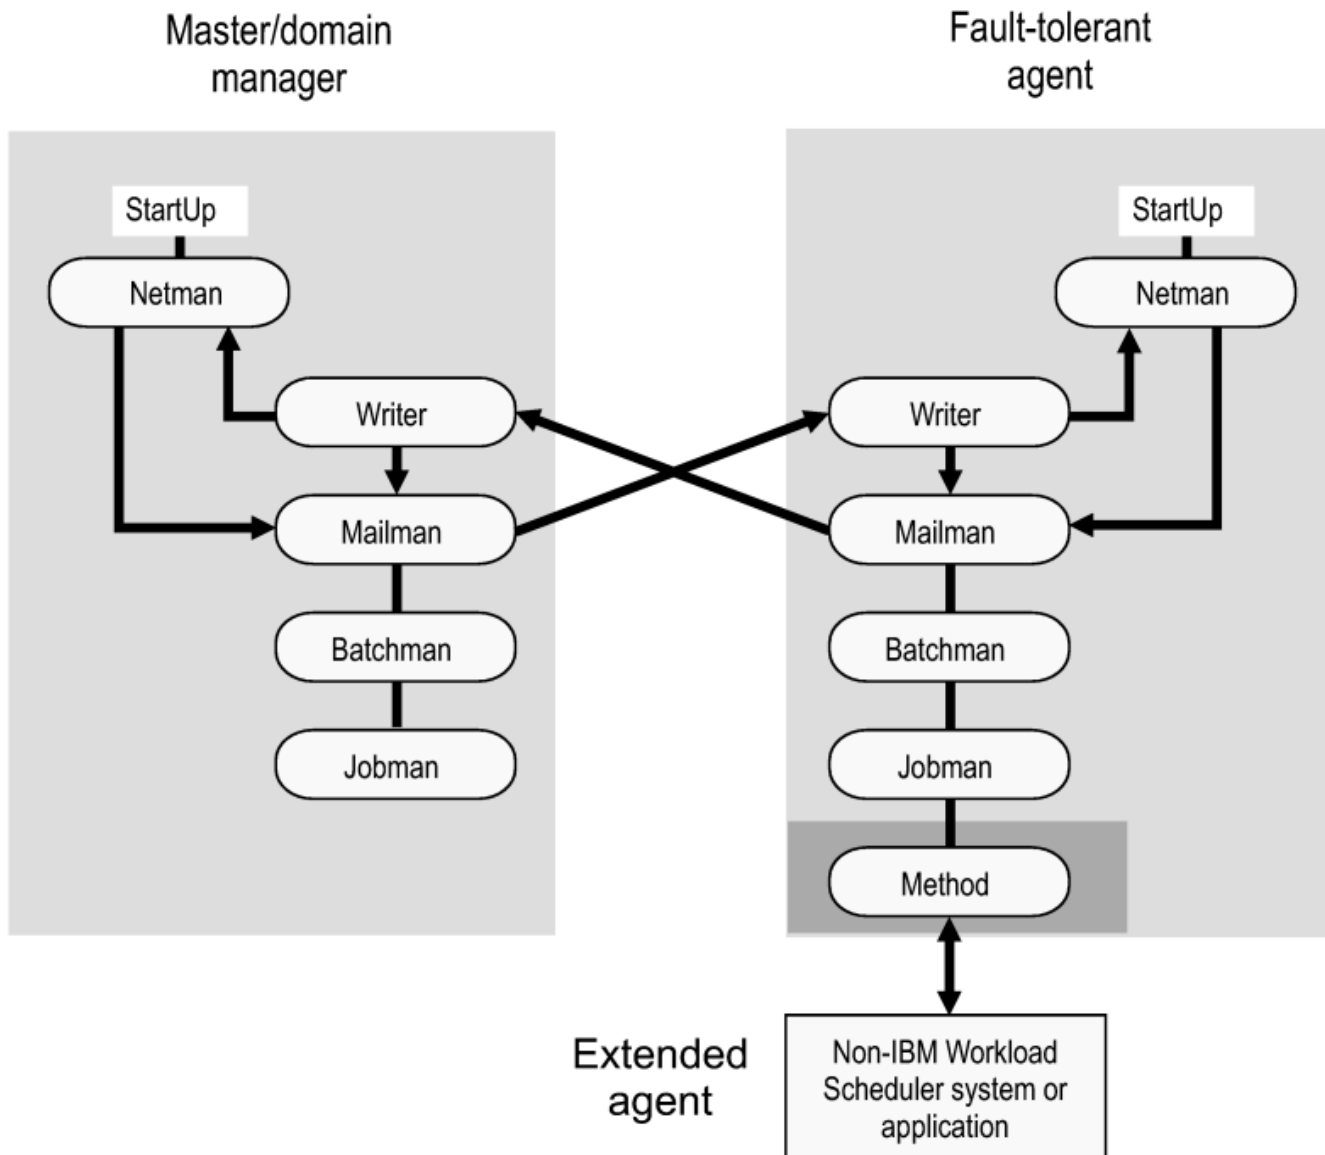 Master/domain
manager
Fault-tolerant
agent
StartUp
Netman
Writer
Mailman
Batchman
Jobman
StartUp
Netman
Writer
Mailman
Batchman
Jobman
Method
Extended
agent
Non-IBM Workload
Scheduler system or
application